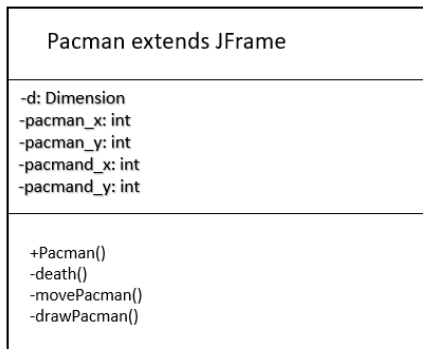 Pacman extends JFrame
-d: Dimension
-pacman_x: int
-pacman_y: int
-pacmand_x: int
-pacmand_y: int
+Pacman()
-death()
-movePacman()
-drawPacman()